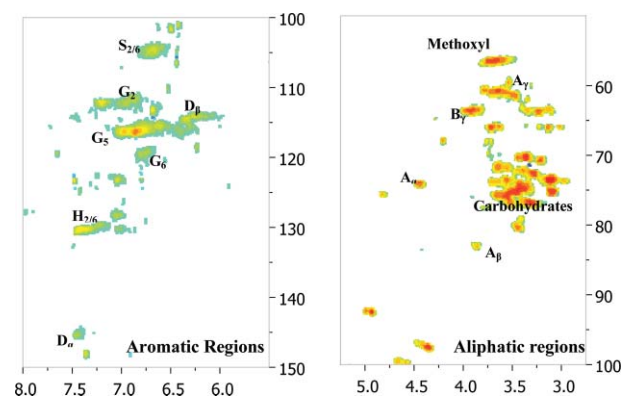 S2/6
G2
Dβ
G5
G6
H2/6
Dα
Aromatic Regions
100
110
120
130
140
150
8.0 7.5 7.0 6.5 6.0
Methoxyl
Aγ
Bγ
Aα
Carbohydrates
Aβ
Aliphatic regions
60
70
80
90
100
5.0 4.5 4.0 3.5 3.0